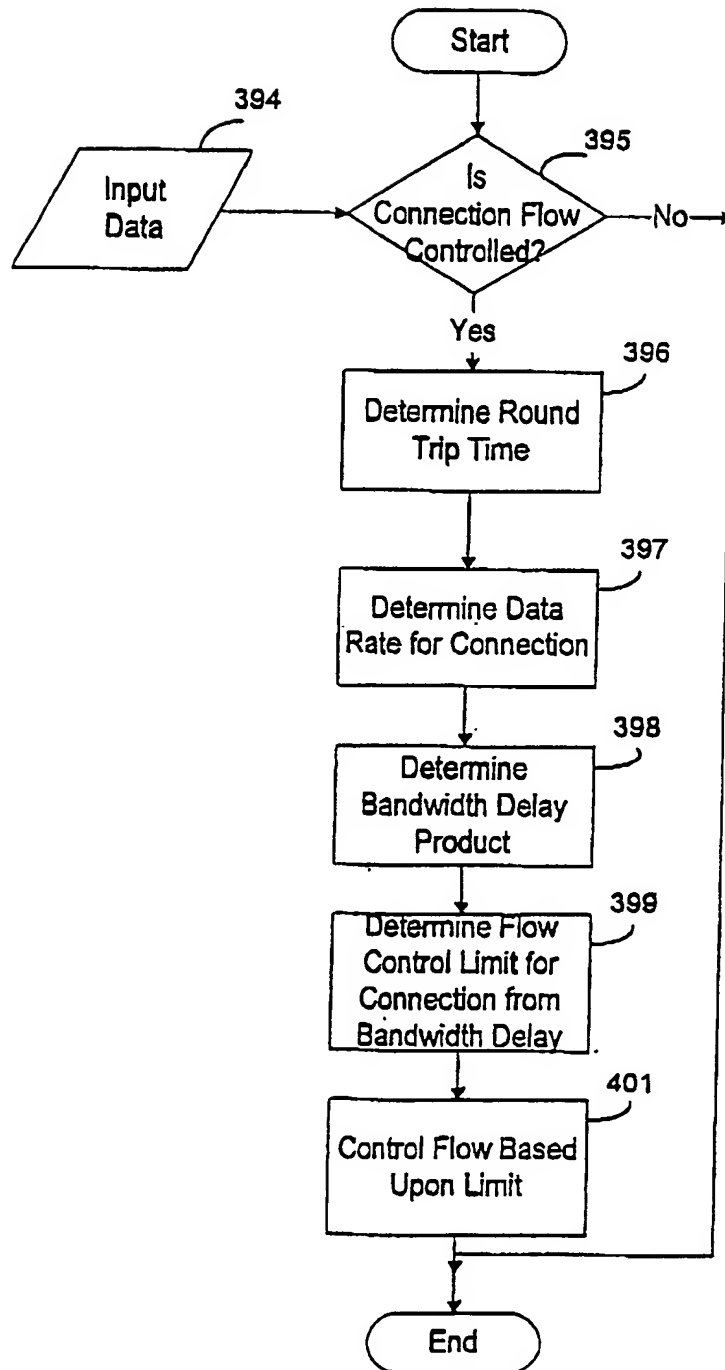 Start
394
395
Input
Data
Is
Connection Flow
Controlled?
No
Yes
396
Determine Round
Trip Time
397
Determine Data
Rate for Connection
398
Determine
Bandwidth Delay
Product
399
Determine Flow
Control Limit for
Connection from
Bandwidth Delay
401
Control Flow Based
Upon Limit
End